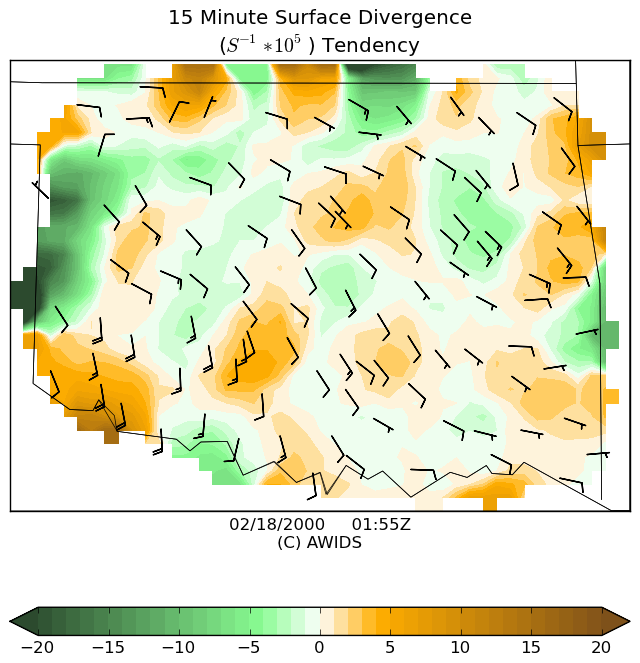 15 Minute Surface Divergence
(S⁻¹ *10⁵ ) Tendency
02/18/2000 01:55Z
(C) AWIDS
−20 −15 −10 −5 0 5 10 15 20